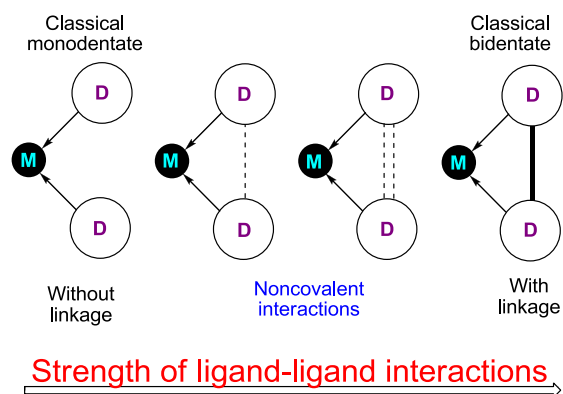 Classical
monodentate
Classical
bidentate
D
D
D
D
M
M
M
M
D
D
D
D
Without
linkage
Noncovalent
interactions
With
linkage
Strength of ligand-ligand interactions